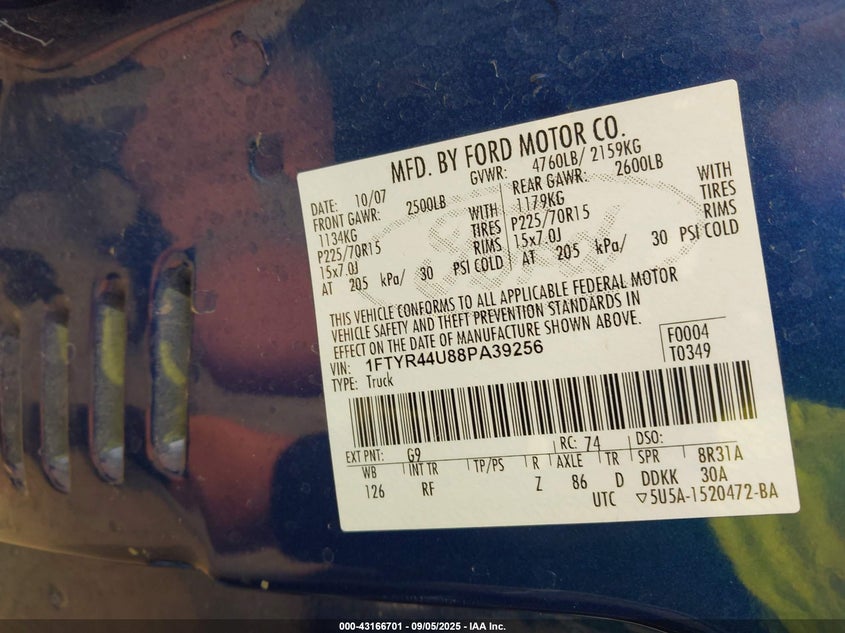 MFD. BY FORD MOTOR CO.
DATE: 10/07 GVWR: 4760LB/ 2159KG
FRONT GAWR: 2500LB REAR GAWR: 2600LB
1134KG WITH 1179KG WITH
P225/70R15 TIRES P225/70R15 TIRES
15x7.0J RIMS 15x7.0J RIMS
AT 205 kPa/ 30 PSI COLD AT 205 kPa/ 30 PSI COLD
THIS VEHICLE CONFORMS TO ALL APPLICABLE FEDERAL MOTOR
VEHICLE SAFETY AND THEFT PREVENTION STANDARDS IN
EFFECT ON THE DATE OF MANUFACTURE SHOWN ABOVE.
VIN: 1FTYR44U88PA39256 F0004
TYPE: Truck T0349
EXT PNT: G9 RC: 74 DSO:
WB INT TR TP/PS R AXLE TR SPR 8R31A
126 RF Z 86 D DDKK 30A
UTC ▽5U5A-1520472-BA
Ford
000-43166701 - 09/05/2025 - IAA Inc.